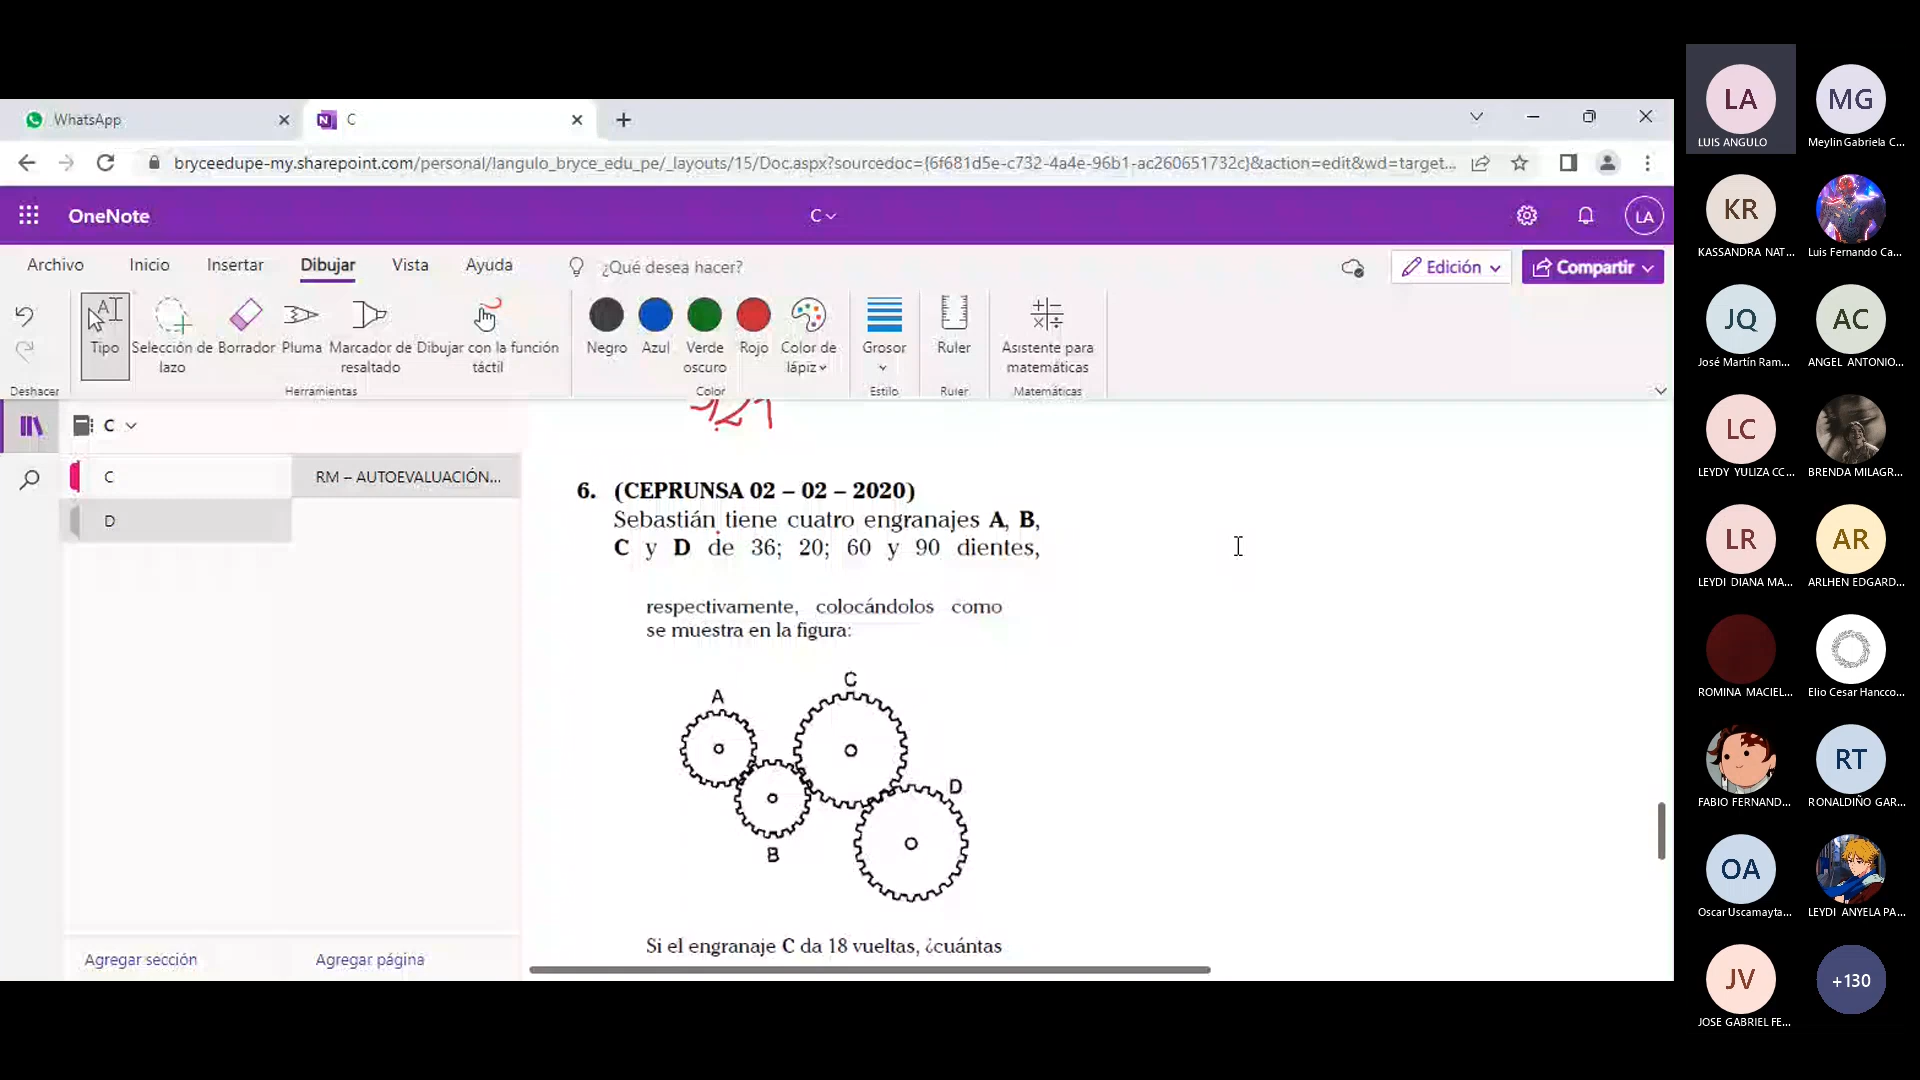 WhatsApp
C
bryceedupe-my.sharepoint.com/personal/langulo_bryce_edu_pe/_layouts/15/Doc.aspx?sourcedoc={6f681d5e-c732-4a4e-96b1-ac260651732c}&action=edit&wd=target...
OneNote
C
LA
Archivo Inicio Insertar Dibujar Vista Ayuda ¿Qué desea hacer? Edición Compartir
Tipo
Selección de lazo
Borrador
Pluma
Marcador de resaltado
Dibujar con la función táctil
Negro
Azul
Verde oscuro
Rojo
Color de lápiz
Grosor
Ruler
Asistente para matemáticas
Deshacer Herramientas Color Estilo Ruler Matemáticas
C
C
RM – AUTOEVALUACIÓN...
D
Agregar sección
Agregar página
6. (CEPRUNSA 02 – 02 – 2020)
Sebastián tiene cuatro engranajes A, B,
C y D de 36; 20; 60 y 90 dientes,
respectivamente, colocándolos como
se muestra en la figura:
A
C
D
B
Si el engranaje C da 18 vueltas, ¿cuántas
LA
LUIS ANGULO
MG
Meylin Gabriela C...
KR
KASSANDRA NAT...
Luis Fernando Ca...
JQ
José Martín Ram...
AC
ANGEL ANTONIO...
LC
LEYDY YULIZA CC...
BRENDA MILAGR...
LR
LEYDI DIANA MA...
AR
ARLHEN EDGARD...
ROMINA MACIEL...
Elio Cesar Hancco...
FABIO FERNAND...
RT
RONALDIÑO GAR...
OA
Oscar Uscamayta...
LEYDI ANYELA PA...
JV
JOSE GABRIEL FE...
+130